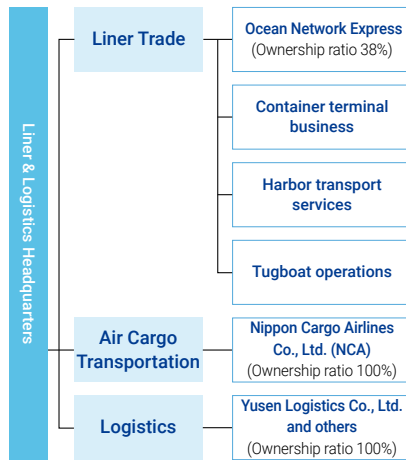 Liner & Logistics Headquarters
Liner Trade
Ocean Network Express
(Ownership ratio 38%)
Container terminal
business
Harbor transport
services
Tugboat operations
Air Cargo
Transportation
Nippon Cargo Airlines
Co., Ltd. (NCA)
(Ownership ratio 100%)
Logistics
Yusen Logistics Co., Ltd.
and others
(Ownership ratio 100%)